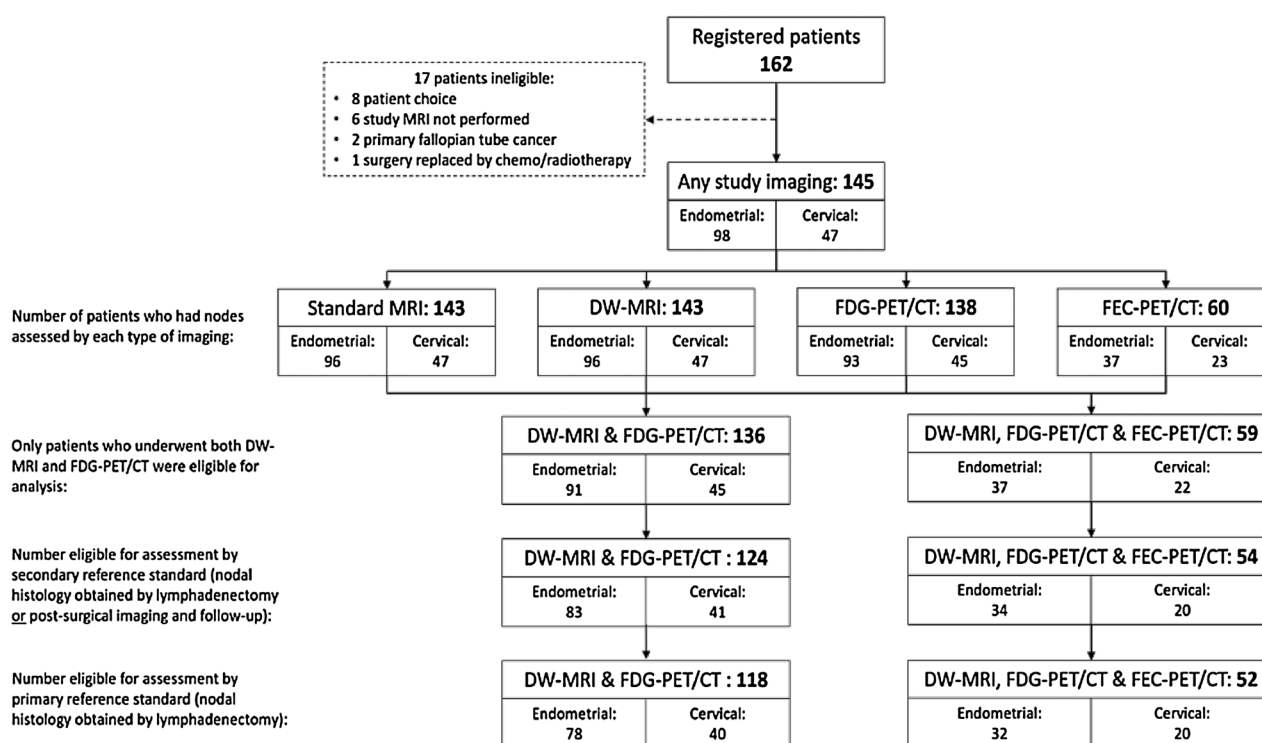 Registered patients
162
17 patients ineligible:
• 8 patient choice
• 6 study MRI not performed
• 2 primary fallopian tube cancer
• 1 surgery replaced by chemo/radiotherapy
Any study imaging: 145
Endometrial:
98
Cervical:
47
Number of patients who had nodes
assessed by each type of imaging:
Standard MRI: 143
Endometrial:
96
Cervical:
47
DW-MRI: 143
Endometrial:
96
Cervical:
47
FDG-PET/CT: 138
Endometrial:
93
Cervical:
45
FEC-PET/CT: 60
Endometrial:
37
Cervical:
23
Only patients who underwent both DW-
MRI and FDG-PET/CT were eligible for
analysis:
DW-MRI & FDG-PET/CT: 136
Endometrial:
91
Cervical:
45
DW-MRI, FDG-PET/CT & FEC-PET/CT: 59
Endometrial:
37
Cervical:
22
Number eligible for assessment by
secondary reference standard (nodal
histology obtained by lymphadenectomy
or post-surgical imaging and follow-up):
DW-MRI & FDG-PET/CT : 124
Endometrial:
83
Cervical:
41
DW-MRI, FDG-PET/CT & FEC-PET/CT: 54
Endometrial:
34
Cervical:
20
Number eligible for assessment by
primary reference standard (nodal
histology obtained by lymphadenectomy):
DW-MRI & FDG-PET/CT : 118
Endometrial:
78
Cervical:
40
DW-MRI, FDG-PET/CT & FEC-PET/CT: 52
Endometrial:
32
Cervical:
20